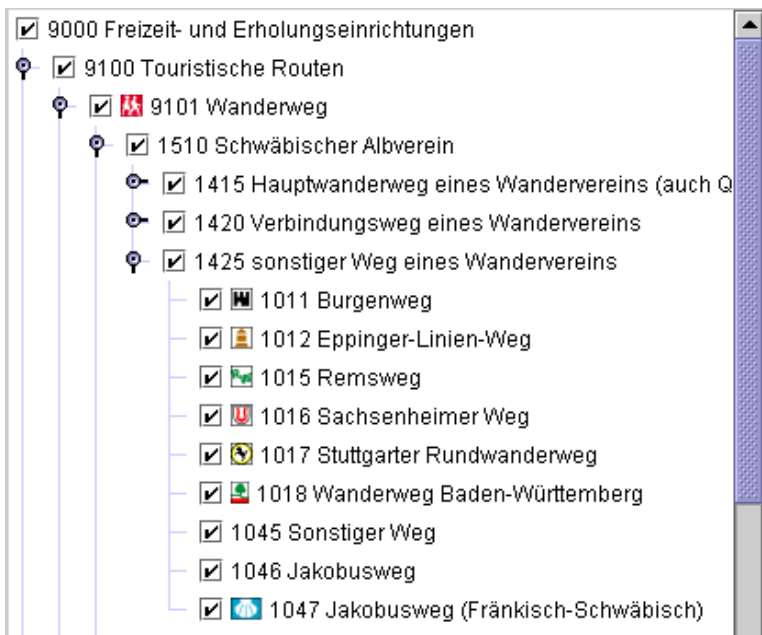 9000 Freizeit- und Erholungseinrichtungen
9100 Touristische Routen
9101 Wanderweg
1510 Schwäbischer Albverein
1415 Hauptwanderweg eines Wandervereins (auch Q
1420 Verbindungsweg eines Wandervereins
1425 sonstiger Weg eines Wandervereins
1011 Burgenweg
1012 Eppinger-Linien-Weg
1015 Remsweg
1016 Sachsenheimer Weg
1017 Stuttgarter Rundwanderweg
1018 Wanderweg Baden-Württemberg
1045 Sonstiger Weg
1046 Jakobusweg
1047 Jakobusweg (Fränkisch-Schwäbisch)